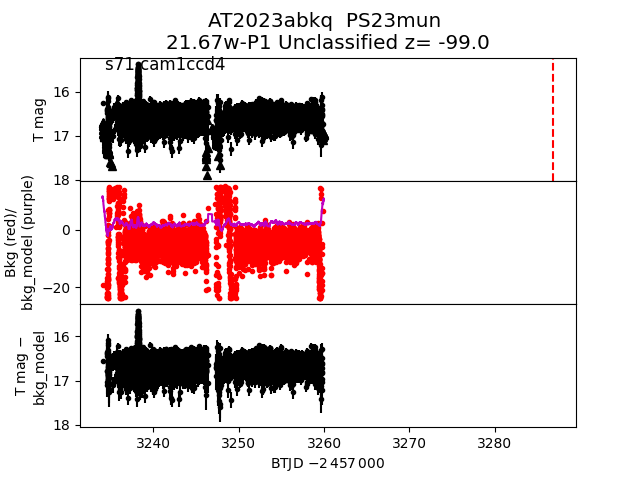 AT2023abkq PS23mun
21.67w-P1 Unclassified z= -99.0
s71 cam1ccd4
T mag
16
17
18
Bkg (red)/
bkg_model (purple)
0
−20
T mag −
bkg_model
16
17
18
3240
3250
3260
3270
3280
BTJD −2 457 000